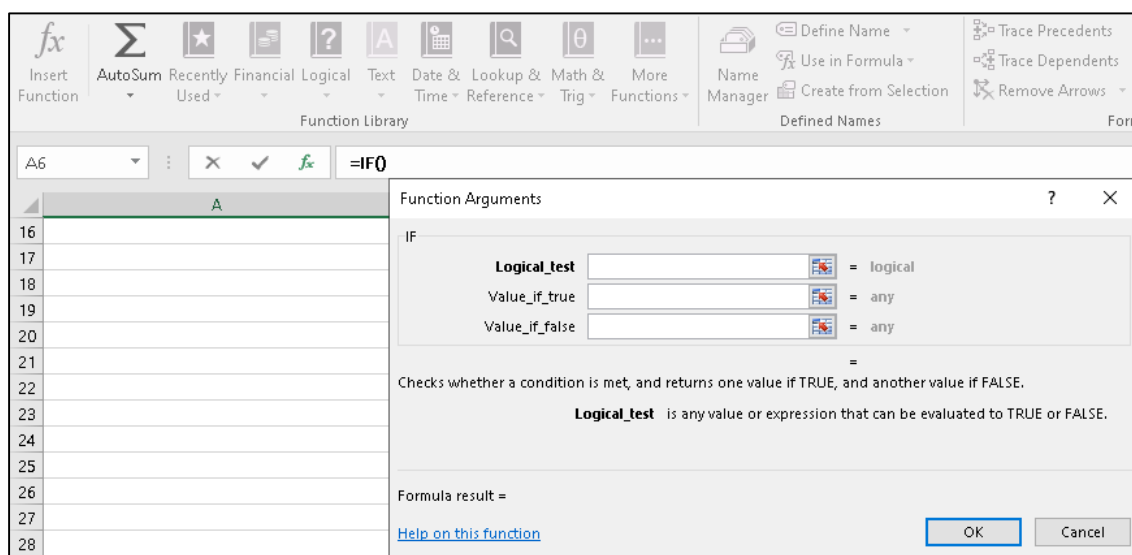 fx Σ ? A θ ...
Insert Function
AutoSum
Recently Used
Financial
Logical
Text
Date & Time
Lookup & Reference
Math & Trig
More Functions
Function Library
Name Manager
Define Name
Use in Formula
Create from Selection
Defined Names
Trace Precedents
Trace Dependents
Remove Arrows
For
A6 fx =IF()
A
16
17
18
19
20
21
22
23
24
25
26
27
28
Function Arguments ?
IF
Logical_test = logical
Value_if_true = any
Value_if_false = any
=
Checks whether a condition is met, and returns one value if TRUE, and another value if FALSE.
Logical_test is any value or expression that can be evaluated to TRUE or FALSE.
Formula result =
Help on this function
OK Cancel